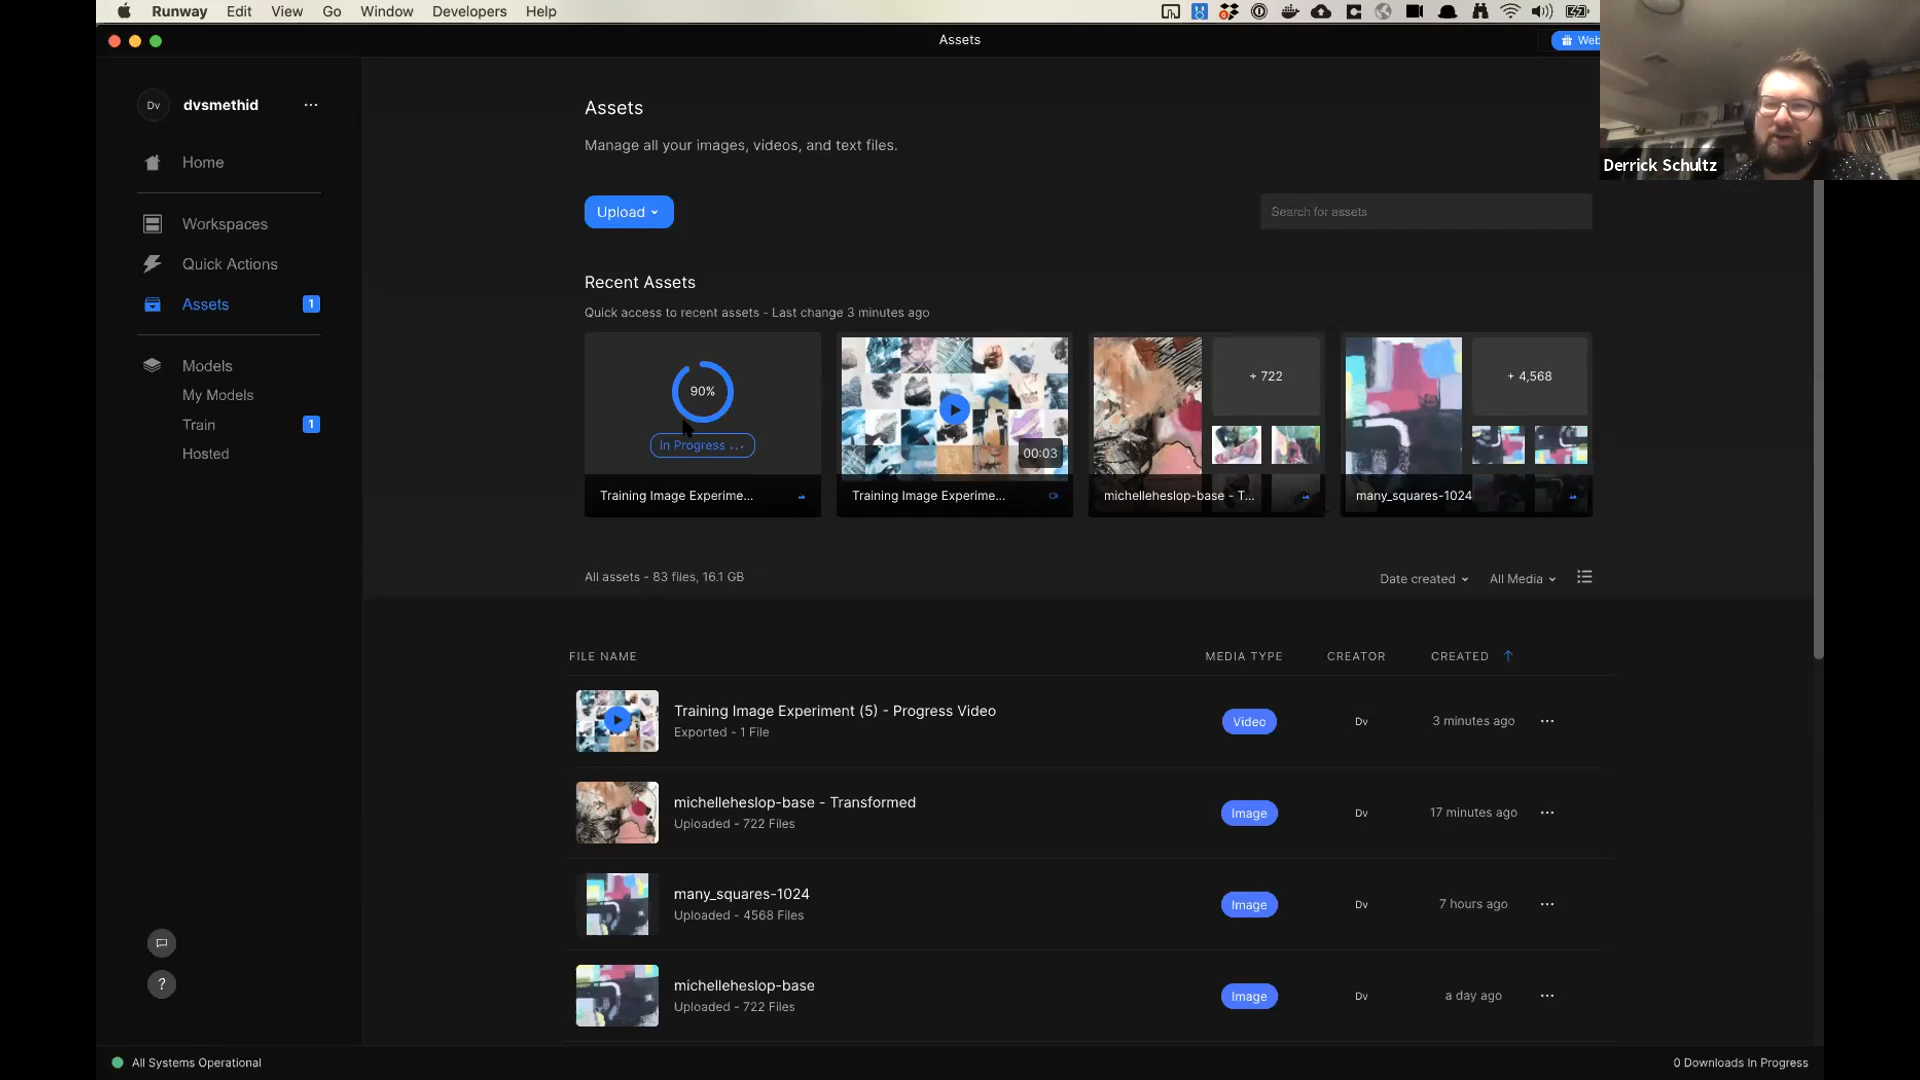 Runway Edit View Go Window Developers Help
Assets
Web
Dv dvsmethid
Home
Workspaces
Quick Actions
Assets 1
Models
My Models
Train 1
Hosted
Assets
Manage all your images, videos, and text files.
Upload
Search for assets
Recent Assets
Quick access to recent assets - Last change 3 minutes ago
90%
In Progress ...
Training Image Experime...
00:03
Training Image Experime...
+ 722
michelleheslop-base - T...
+ 4,568
many_squares-1024
All assets - 83 files, 16.1 GB
Date created All Media
FILE NAME MEDIA TYPE CREATOR CREATED
Training Image Experiment (5) - Progress Video
Exported - 1 File
Video Dv 3 minutes ago
michelleheslop-base - Transformed
Uploaded - 722 Files
Image Dv 17 minutes ago
many_squares-1024
Uploaded - 4568 Files
Image Dv 7 hours ago
michelleheslop-base
Uploaded - 722 Files
Image Dv a day ago
?
All Systems Operational
0 Downloads In Progress
Derrick Schultz